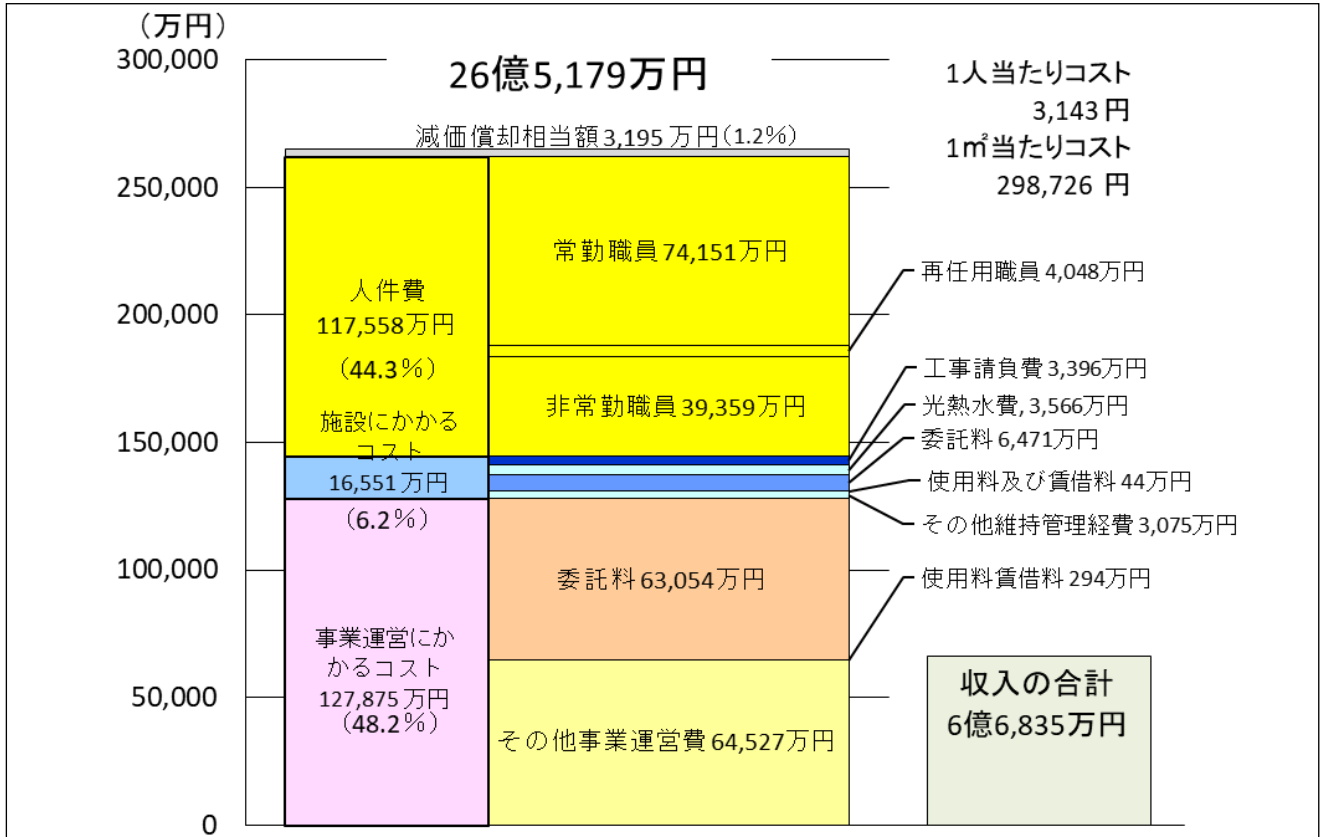 （万円）
300,000
250,000
200,000
150,000
100,000
50,000
0
26億5,179万円
減価償却相当額3,195万円(1.2%)
人件費
117,558万円
（44.3%）
施設にかかる
コスト
16,551万円
（6.2%）
事業運営にか
かるコスト
127,875万円
(48.2%)
常勤職員74,151万円
非常勤職員39,359万円
委託料63,054万円
その他事業運営費64,527万円
1人当たりコスト
3,143円
1㎡当たりコスト
298,726 円
再任用職員4,048万円
工事請負費3,396万円
光熱水費, 3,566万円
委託料6,471万円
使用料及び賃借料44万円
その他維持管理経費3,075万円
使用料賃借料294万円
収入の合計
6億6,835万円